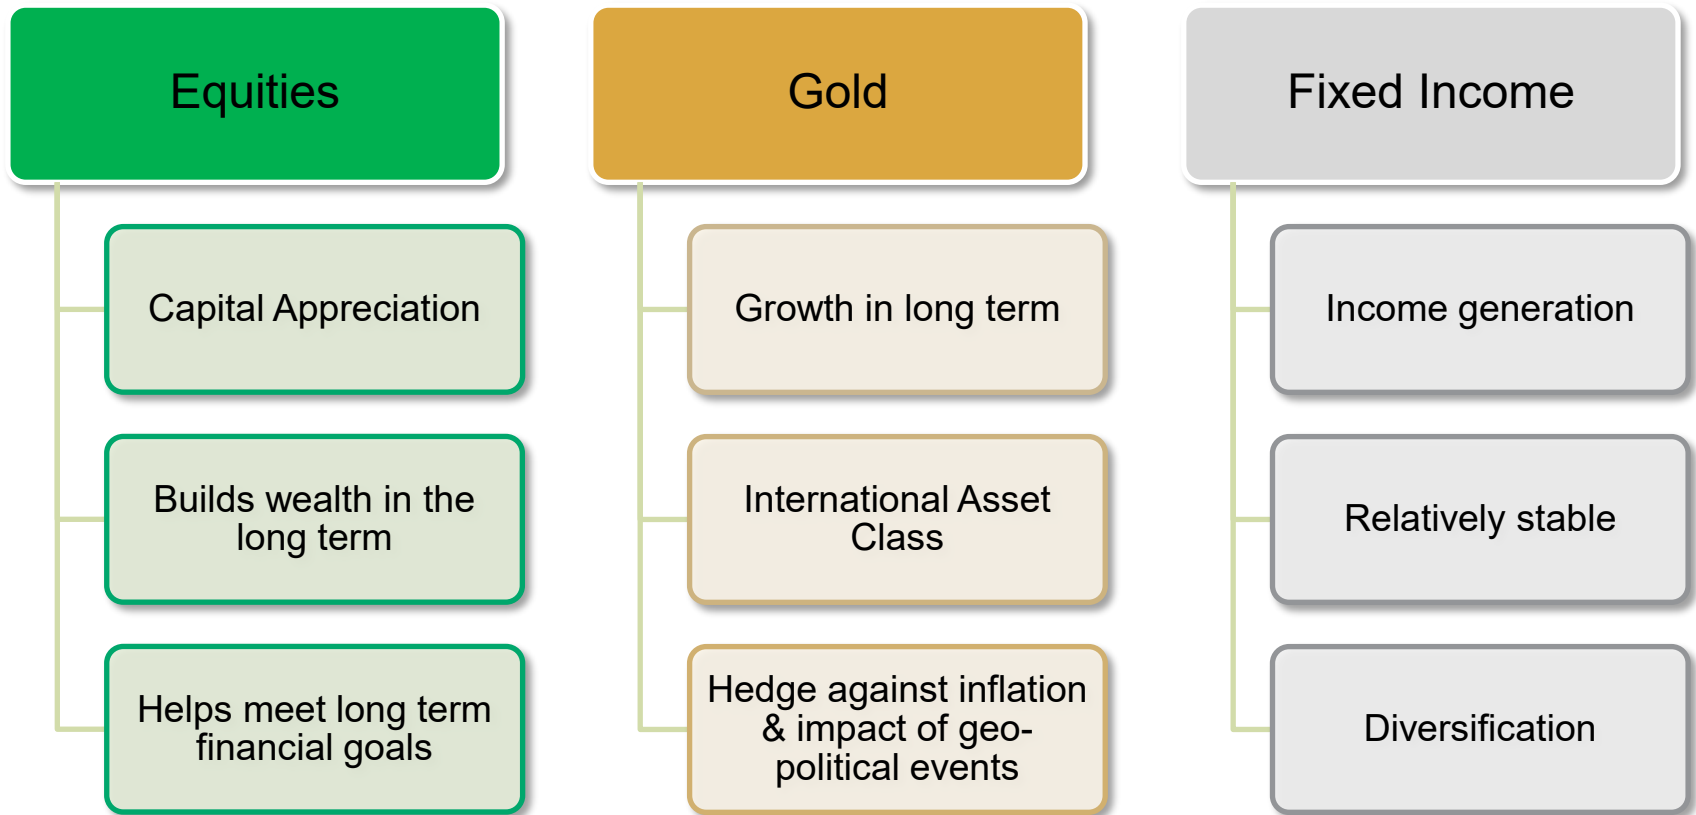 Equities
Capital Appreciation
Builds wealth in the
long term
Helps meet long term
financial goals
Gold
Growth in long term
International Asset
Class
Hedge against inflation
& impact of geo-
political events
Fixed Income
Income generation
Relatively stable
Diversification